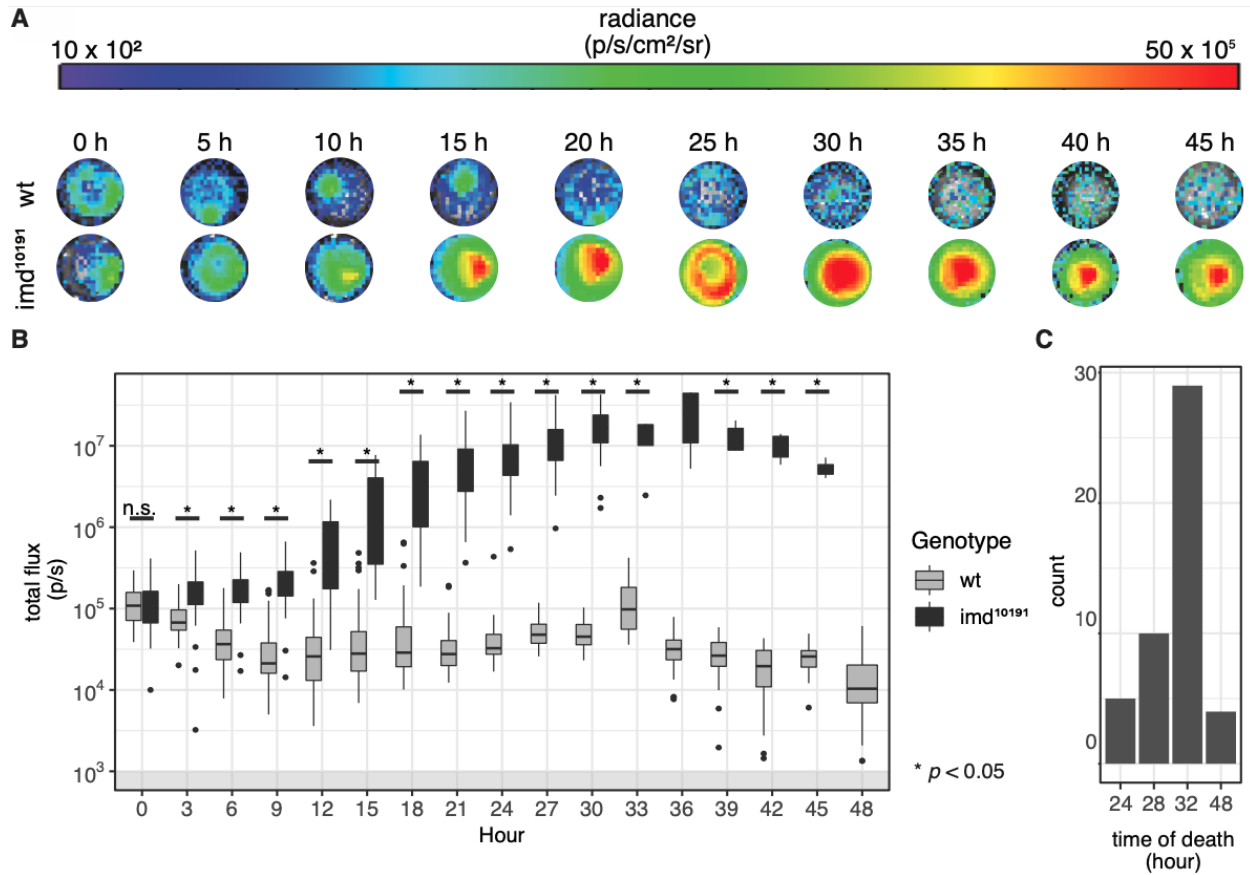 A
radiance
(p/s/cm²/sr)
10 x 10²
50 x 10⁵
0 h 5 h 10 h 15 h 20 h 25 h 30 h 35 h 40 h 45 h
wt
imd¹⁰¹⁹¹
B
n.s. * * * * * * * * * * * * * *
10⁷
10⁶
10⁵
10⁴
10³
total flux
(p/s)
0 3 6 9 12 15 18 21 24 27 30 33 36 39 42 45 48
Hour
Genotype
wt
imd¹⁰¹⁹¹
* p < 0.05
C
30
20
10
0
count
24 28 32 48
time of death
(hour)